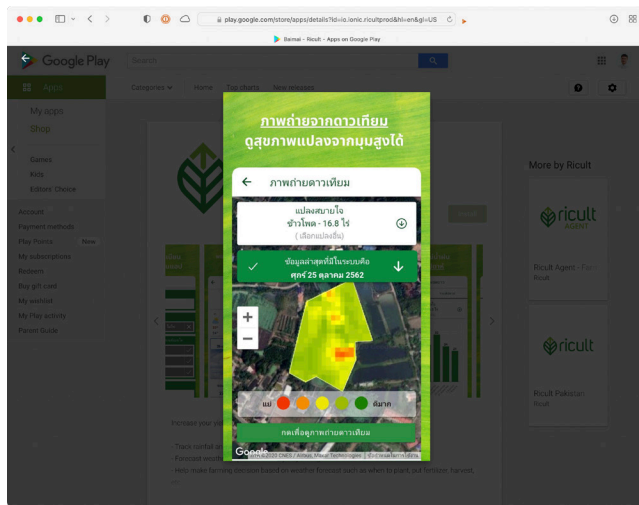 play.google.com/store/apps/details?id=io.ionic.ricultprod&hl=en&gl=US
Baimai - Ricult - Apps on Google Play
Google Play
Search
Apps
Categories
Home
Top charts
New releases
My apps
Shop
Games
Kids
Editors' Choice
Account
Payment methods
Play Points
New
My subscriptions
Redeem
Buy gift card
My wishlist
My Play activity
Parent Guide
ภาพถ่ายจากดาวเทียม
ดูสุขภาพแปลงจากมุมสูงได้
ภาพถ่ายดาวเทียม
แปลงสบายใจ
ข้าวโพด - 16.8 ไร่
( เลือกแปลงอื่น)
ข้อมูลล่าสุดที่มีในระบบคือ
ศุกร์ 25 ตุลาคม 2562
+
−
แย่
ดีมาก
กดเพื่อดูภาพถ่ายดาวเทียม
Google
©2020 CNES / Airbus, Maxar Technologies
More by Ricult
ricult
AGENT
Ricult Agent -
Ricult
ricult
Ricult Pakistan
Ricult
Increase your
- Track rainfall
- Forecast
- Help make farming decision based on weather forecast such as when to plant, put fertilizer, harvest,